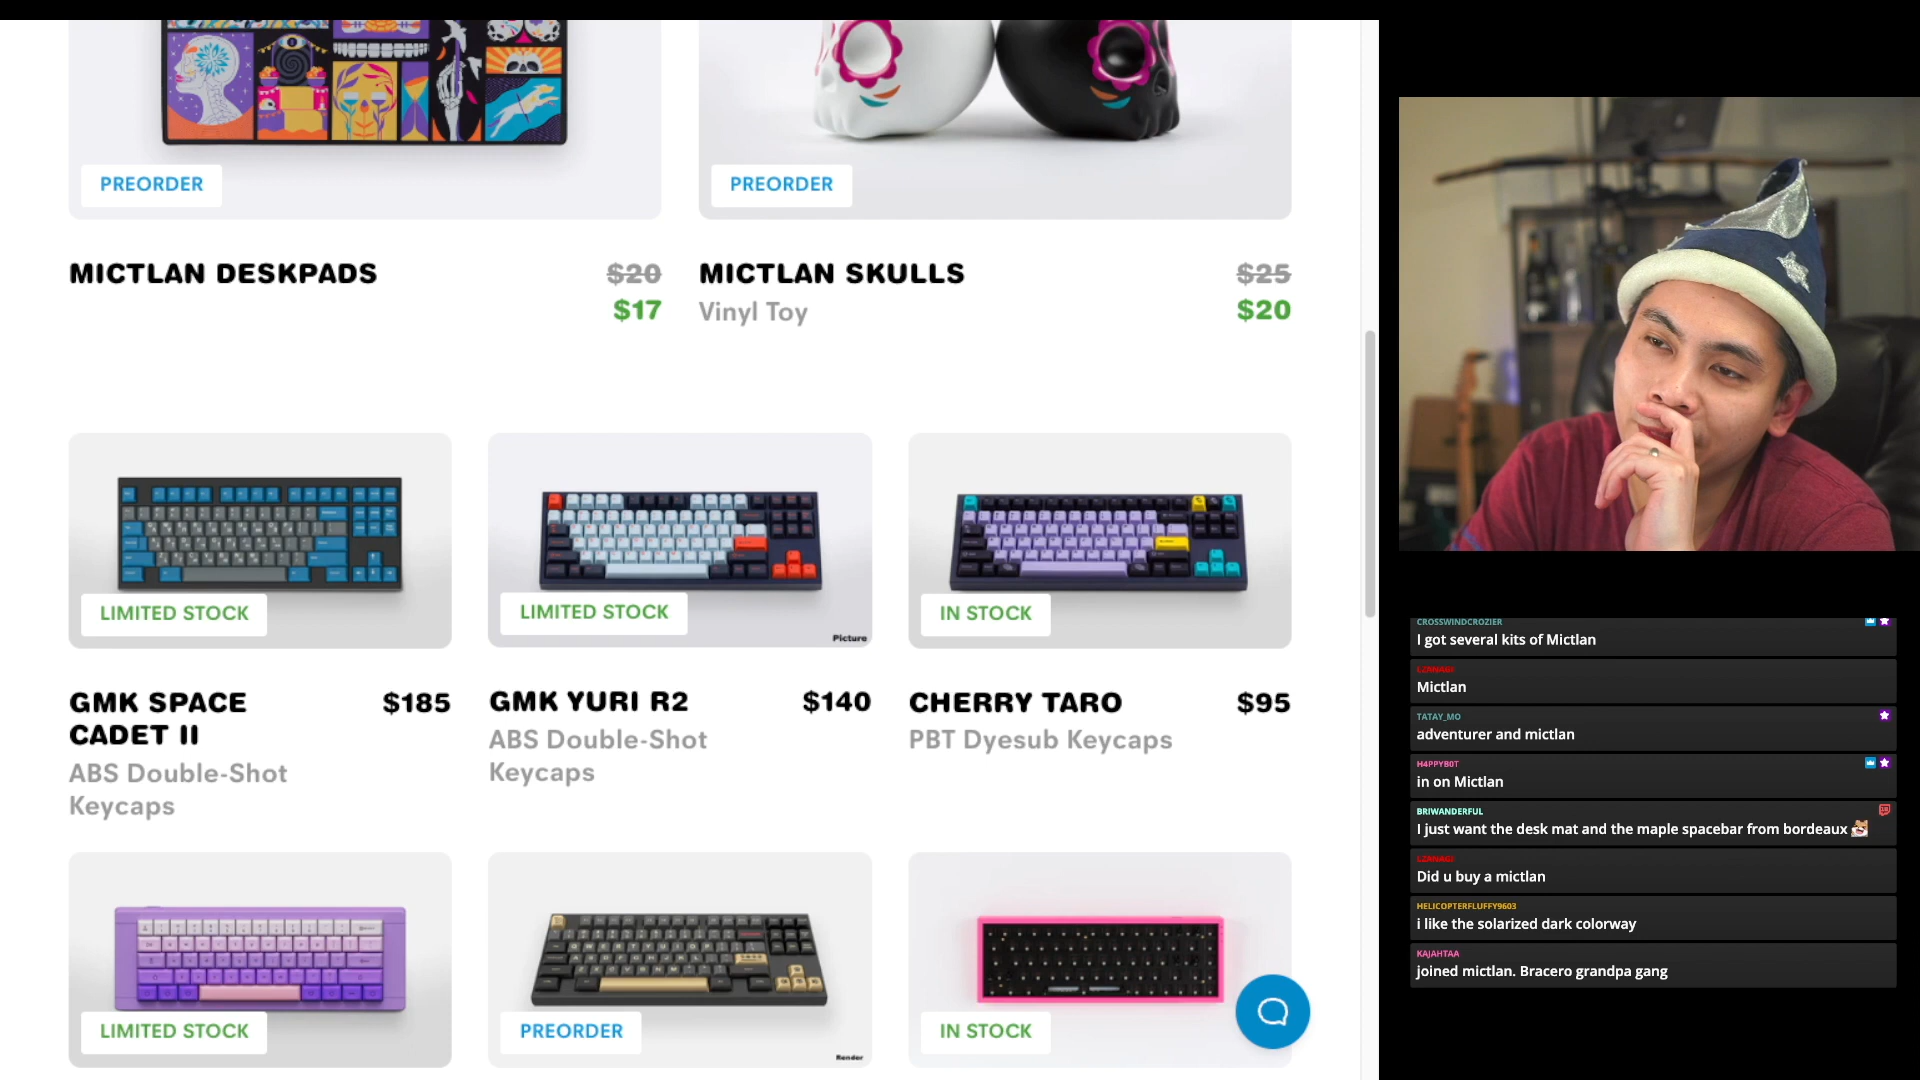 PREORDER
PREORDER
MICTLAN DESKPADS
$20
$17
MICTLAN SKULLS
$25
Vinyl Toy
$20
LIMITED STOCK
LIMITED STOCK
Picture
IN STOCK
GMK SPACE
CADET II
$185
ABS Double-Shot
Keycaps
GMK YURI R2
$140
ABS Double-Shot
Keycaps
CHERRY TARO
$95
PBT Dyesub Keycaps
LIMITED STOCK
PREORDER
Render
IN STOCK
CROSSWINDCROZIER
I got several kits of Mictlan
Mictlan
TATAY_MO
adventurer and mictlan
H4PPYB0T
in on Mictlan
BRIWANDERFUL
I just want the desk mat and the maple spacebar from bordeaux
Did u buy a mictlan
HELICOPTERFLUFFY9603
i like the solarized dark colorway
KAJAHTAA
joined mictlan. Bracero grandpa gang